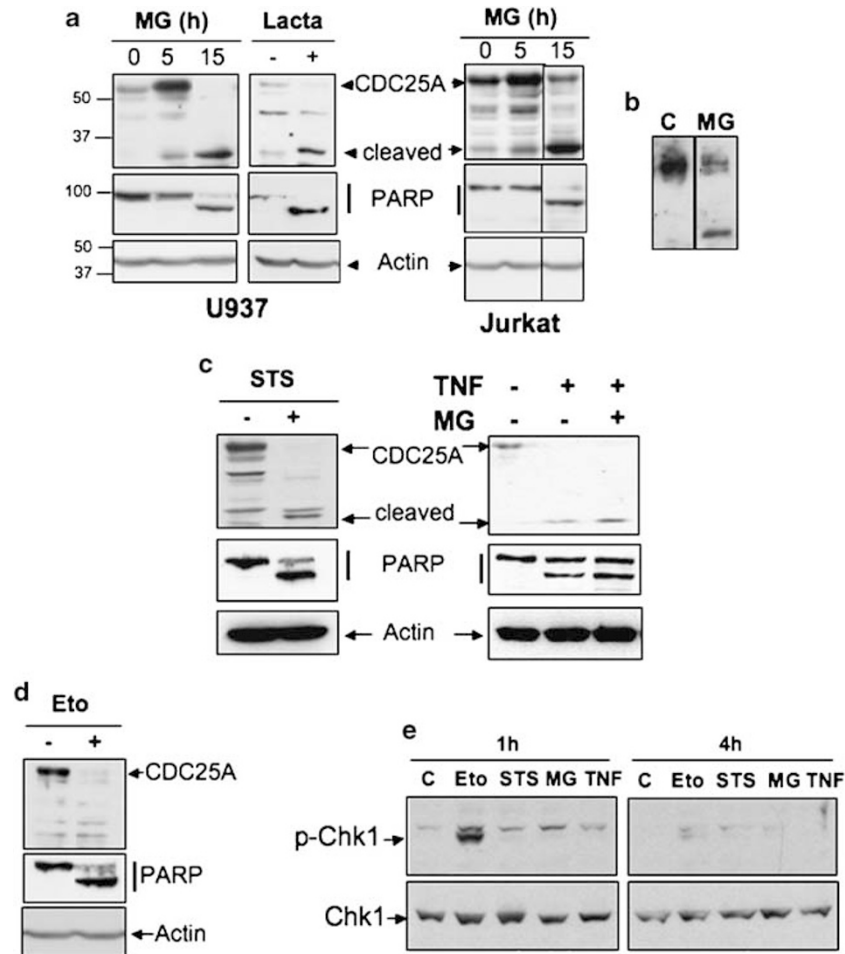 a
MG (h) Lacta MG (h)
0 5 15 - + 0 5 15
CDC25A
50
37
cleaved
100
PARP
50
37
Actin
U937 Jurkat
b
C MG
c
STS
- +
TNF - + +
MG - - +
CDC25A
cleaved
PARP
Actin
d
Eto
- +
CDC25A
PARP
Actin
e
1h 4h
C Eto STS MG TNF C Eto STS MG TNF
p-Chk1
Chk1